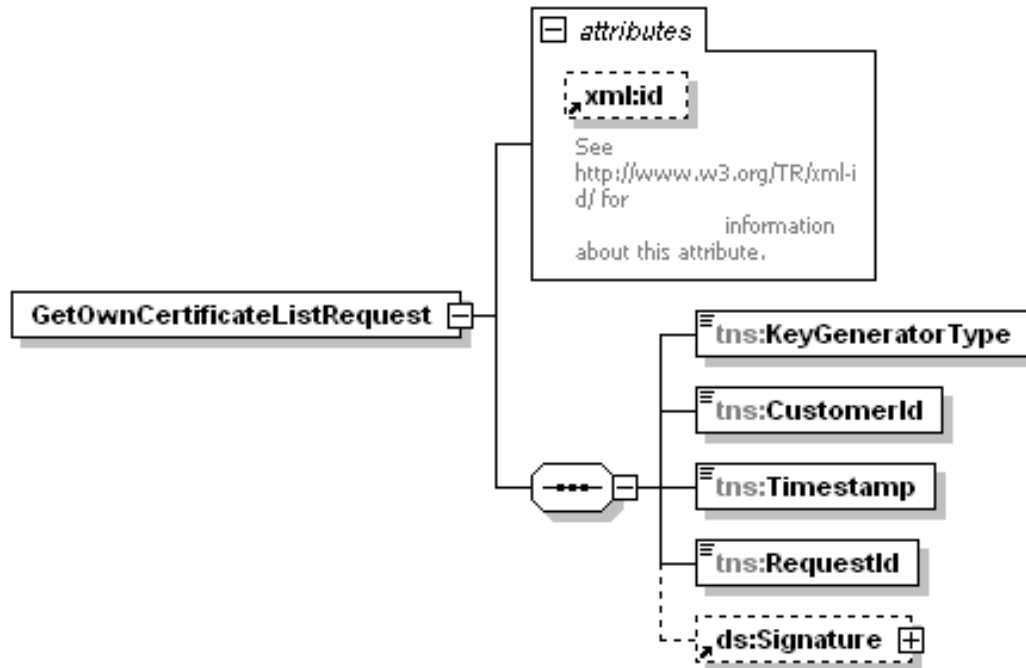 attributes
xml:id
See
http://www.w3.org/TR/xml-i
d/ for
information
about this attribute.
GetOwnCertificateListRequest
tns:KeyGeneratorType
tns:CustomerId
tns:Timestamp
tns:RequestId
ds:Signature